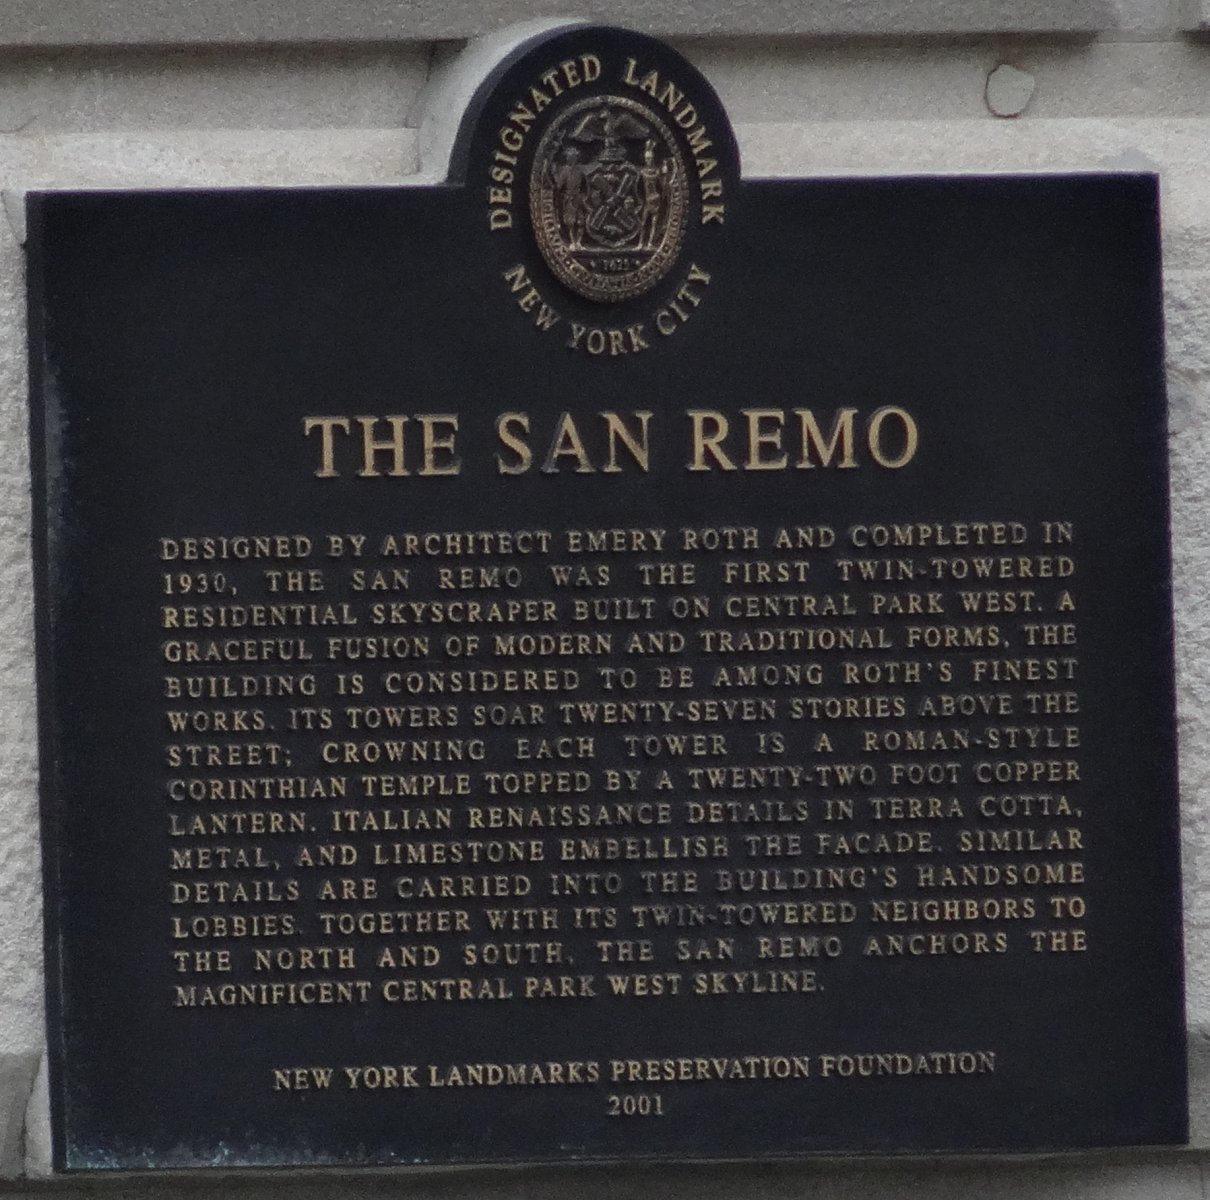 DESIGNATED LANDMARK
NEW YORK CITY
THE SAN REMO
DESIGNED BY ARCHITECT EMERY ROTH AND COMPLETED IN
1930, THE SAN REMO WAS THE FIRST TWIN-TOWERED
RESIDENTIAL SKYSCRAPER BUILT ON CENTRAL PARK WEST. A
GRACEFUL FUSION OF MODERN AND TRADITIONAL FORMS, THE
BUILDING IS CONSIDERED TO BE AMONG ROTH'S FINEST
WORKS. ITS TOWERS SOAR TWENTY-SEVEN STORIES ABOVE THE
STREET; CROWNING EACH TOWER IS A ROMAN-STYLE
CORINTHIAN TEMPLE TOPPED BY A TWENTY-TWO FOOT COPPER
LANTERN. ITALIAN RENAISSANCE DETAILS IN TERRA COTTA,
METAL, AND LIMESTONE EMBELLISH THE FACADE. SIMILAR
DETAILS ARE CARRIED INTO THE BUILDING'S HANDSOME
LOBBIES. TOGETHER WITH ITS TWIN-TOWERED NEIGHBORS TO
THE NORTH AND SOUTH, THE SAN REMO ANCHORS THE
MAGNIFICENT CENTRAL PARK WEST SKYLINE.
NEW YORK LANDMARKS PRESERVATION FOUNDATION
2001